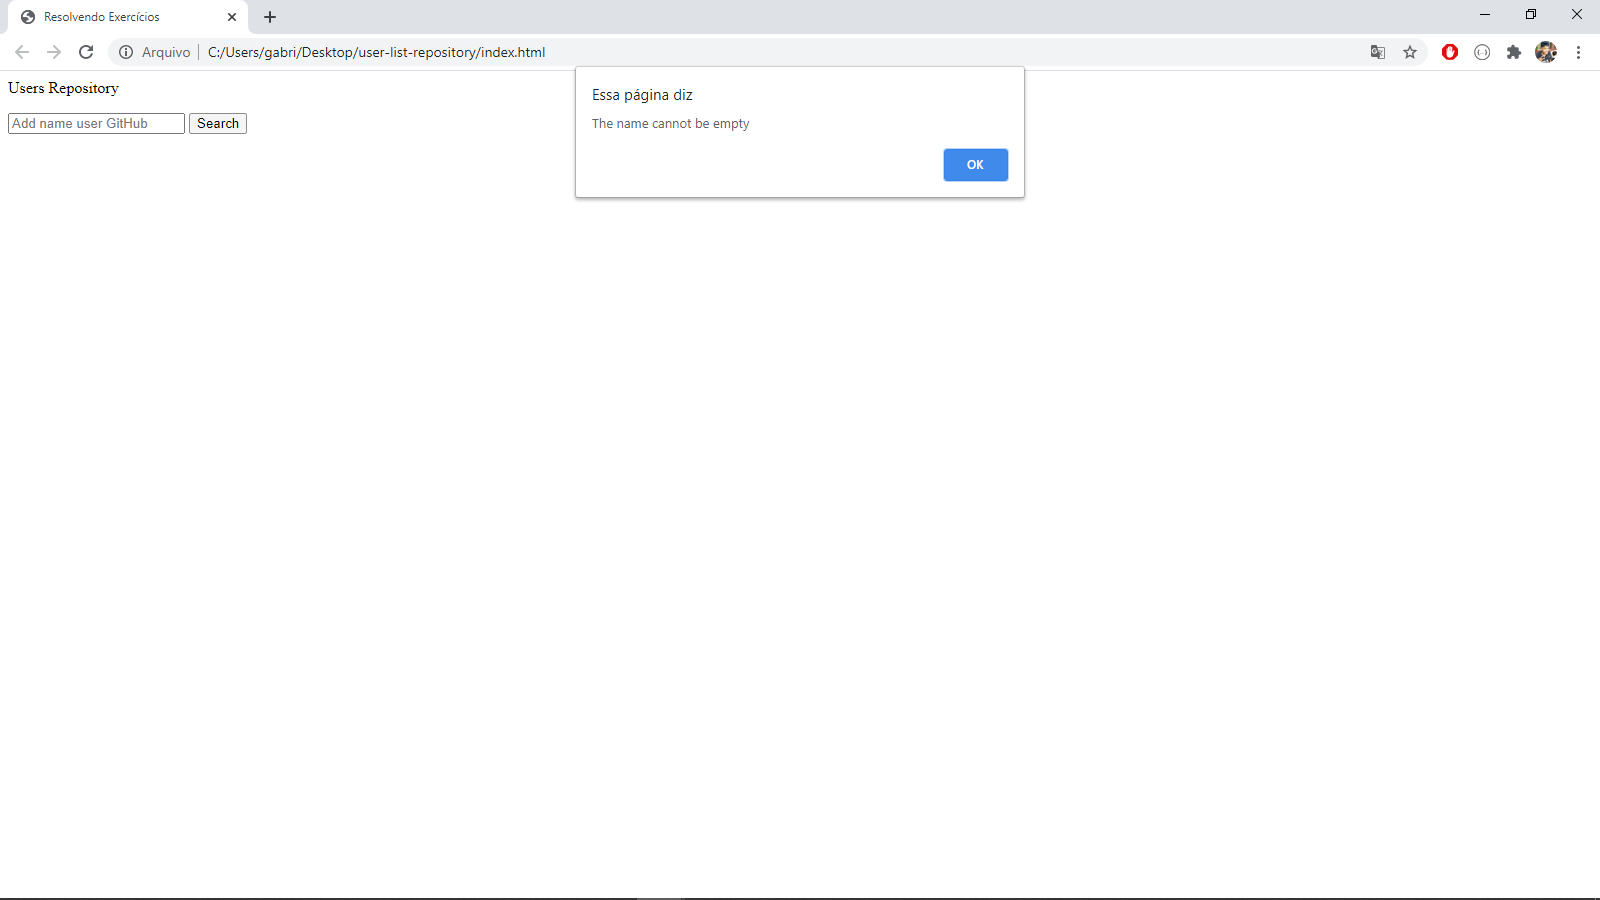 Resolvendo Exercícios
Arquivo C:/Users/gabri/Desktop/user-list-repository/index.html
Essa página diz
The name cannot be empty
OK
Users Repository
Add name user GitHub Search